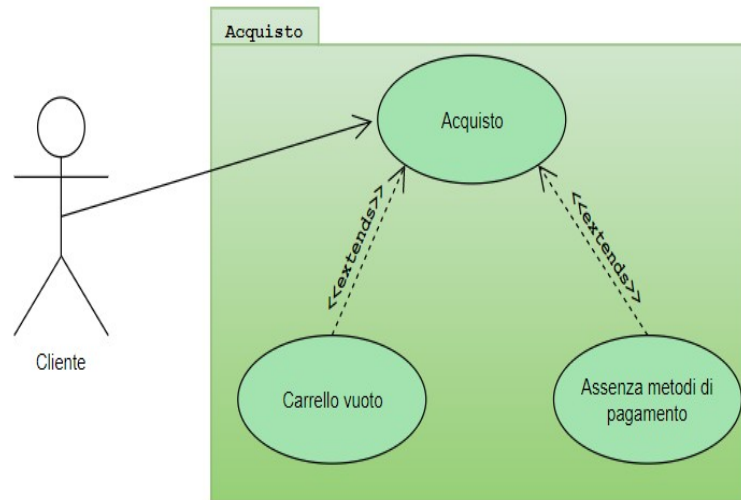 Acquisto
Acquisto
<<extends>>
<<extends>>
Cliente
Carrello vuoto
Assenza metodi di
pagamento